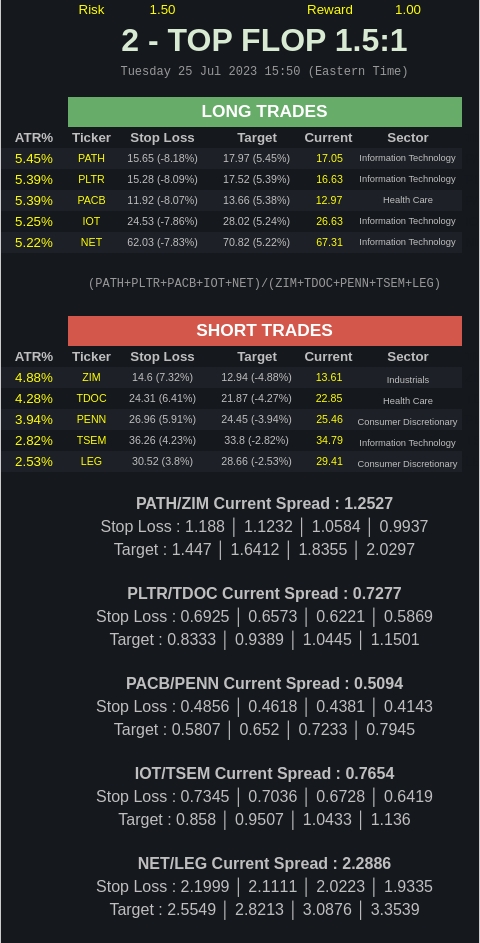 Risk 1.50 Reward 1.00
2 - TOP FLOP 1.5:1
Tuesday 25 Jul 2023 15:50 (Eastern Time)
LONG TRADES
ATR% Ticker Stop Loss Target Current Sector
5.45% PATH 15.65 (-8.18%) 17.97 (5.45%) 17.05 Information Technology
5.39% PLTR 15.28 (-8.09%) 17.52 (5.39%) 16.63 Information Technology
5.39% PACB 11.92 (-8.07%) 13.66 (5.38%) 12.97 Health Care
5.25% IOT 24.53 (-7.86%) 28.02 (5.24%) 26.63 Information Technology
5.22% NET 62.03 (-7.83%) 70.82 (5.22%) 67.31 Information Technology
(PATH+PLTR+PACB+IOT+NET)/(ZIM+TDOC+PENN+TSEM+LEG)
SHORT TRADES
ATR% Ticker Stop Loss Target Current Sector
4.88% ZIM 14.6 (7.32%) 12.94 (-4.88%) 13.61 Industrials
4.28% TDOC 24.31 (6.41%) 21.87 (-4.27%) 22.85 Health Care
3.94% PENN 26.96 (5.91%) 24.45 (-3.94%) 25.46 Consumer Discretionary
2.82% TSEM 36.26 (4.23%) 33.8 (-2.82%) 34.79 Information Technology
2.53% LEG 30.52 (3.8%) 28.66 (-2.53%) 29.41 Consumer Discretionary
PATH/ZIM Current Spread : 1.2527
Stop Loss : 1.188 │ 1.1232 │ 1.0584 │ 0.9937
Target : 1.447 │ 1.6412 │ 1.8355 │ 2.0297
PLTR/TDOC Current Spread : 0.7277
Stop Loss : 0.6925 │ 0.6573 │ 0.6221 │ 0.5869
Target : 0.8333 │ 0.9389 │ 1.0445 │ 1.1501
PACB/PENN Current Spread : 0.5094
Stop Loss : 0.4856 │ 0.4618 │ 0.4381 │ 0.4143
Target : 0.5807 │ 0.652 │ 0.7233 │ 0.7945
IOT/TSEM Current Spread : 0.7654
Stop Loss : 0.7345 │ 0.7036 │ 0.6728 │ 0.6419
Target : 0.858 │ 0.9507 │ 1.0433 │ 1.136
NET/LEG Current Spread : 2.2886
Stop Loss : 2.1999 │ 2.1111 │ 2.0223 │ 1.9335
Target : 2.5549 │ 2.8213 │ 3.0876 │ 3.3539